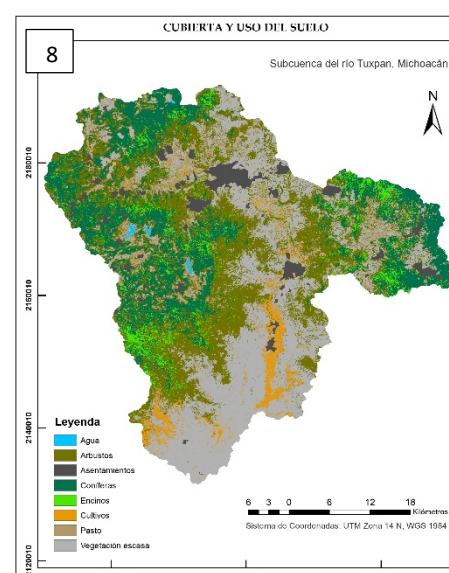 CUBIERTA Y USO DEL SUELO
8
Subcuenca del río Tuxpan, Michoacán
N
2180010
2160010
2140010
2120010
Leyenda
Agua
Arbustos
Asentamientos
Coníferas
Encinos
Cultivos
Pasto
Vegetación escasa
6 3 0 6 12 18
Kilómetros
Sistema de Coordenadas: UTM Zona 14 N, WGS 1984